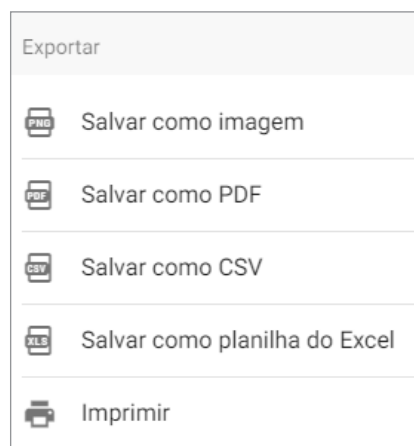 Exportar
PNG Salvar como imagem
PDF Salvar como PDF
CSV Salvar como CSV
XLS Salvar como planilha do Excel
Imprimir